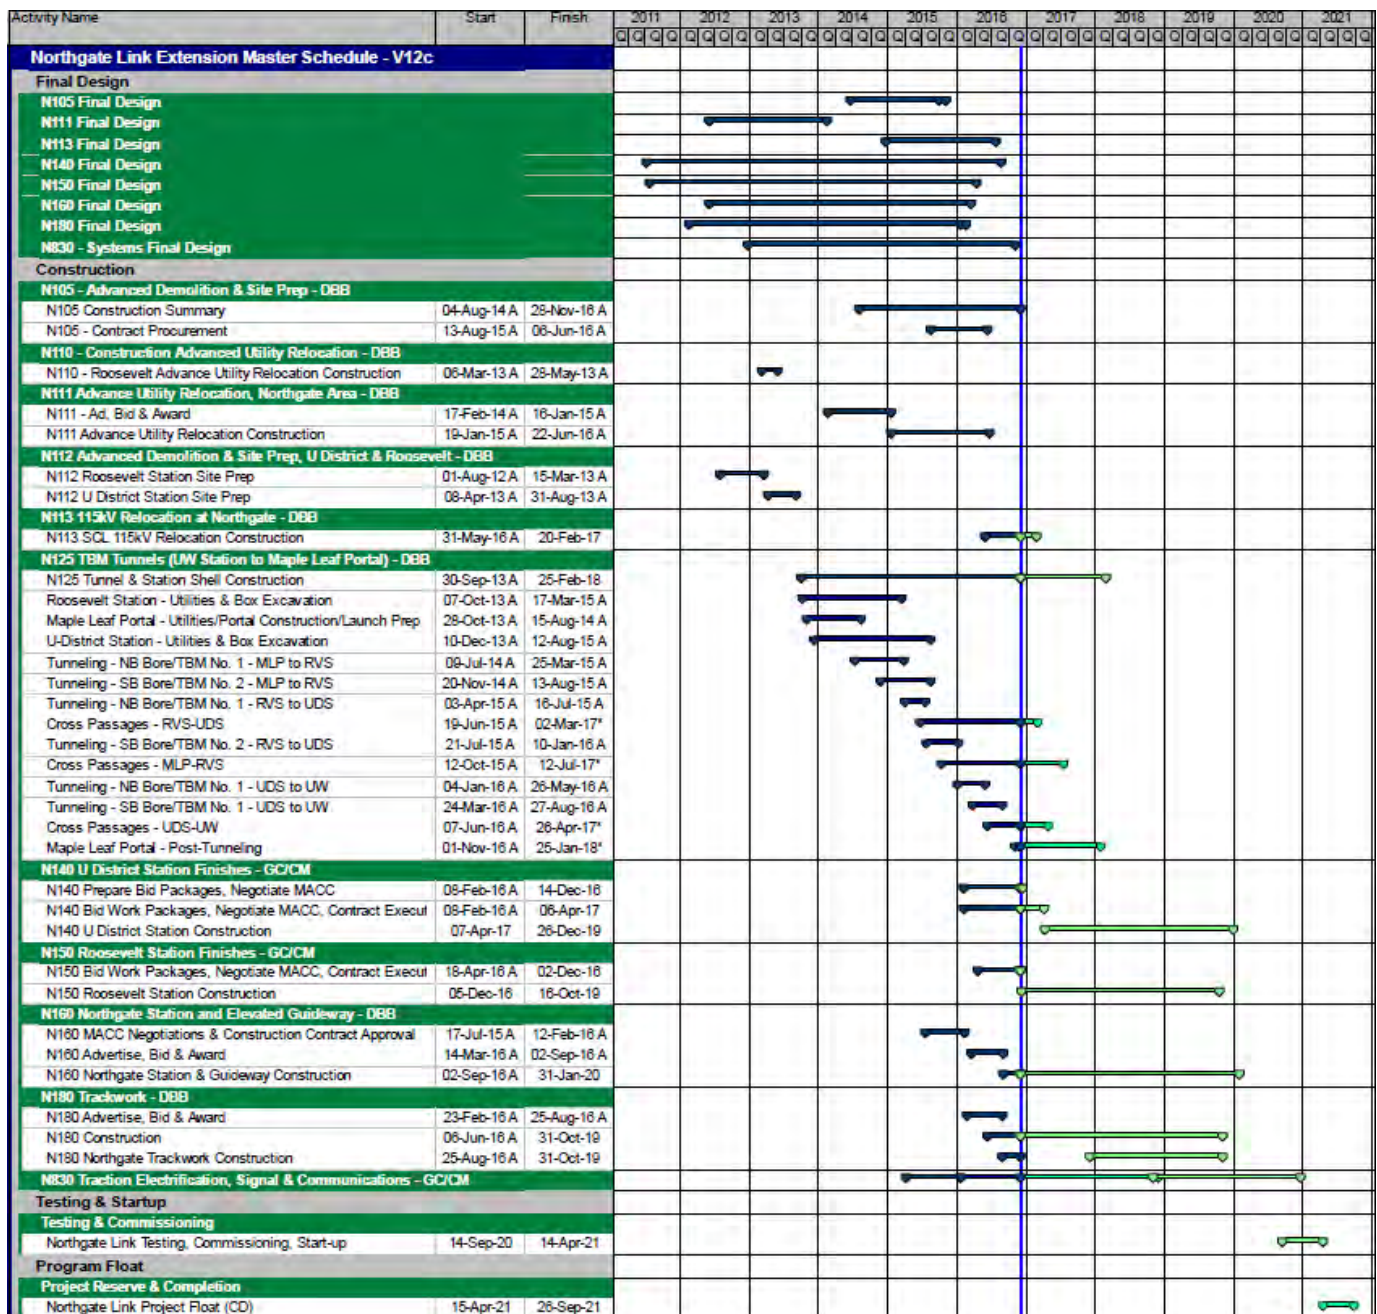 Activity Name Start Finish 2011 2012 2013 2014 2015 2016 2017 2018 2019 2020 2021
Q Q Q Q Q Q Q Q Q Q Q Q Q Q Q Q Q Q Q Q Q Q Q Q Q Q Q Q Q Q Q Q Q Q Q Q Q Q Q Q Q Q Q Q
Northgate Link Extension Master Schedule - V12c
Final Design
N105 Final Design
N111 Final Design
N113 Final Design
N140 Final Design
N150 Final Design
N160 Final Design
N180 Final Design
N830 - Systems Final Design
Construction
N105 - Advanced Demolition & Site Prep - DBB
N105 Construction Summary 04-Aug-14 A 28-Nov-16 A
N105 - Contract Procurement 13-Aug-15 A 06-Jun-16 A
N110 - Construction Advanced Utility Relocation - DBB
N110 - Roosevelt Advance Utility Relocation Construction 06-Mar-13 A 28-May-13 A
N111 Advance Utility Relocation, Northgate Area - DBB
N111 - Ad, Bid & Award 17-Feb-14 A 16-Jan-15 A
N111 Advance Utility Relocation Construction 19-Jan-15 A 22-Jun-16 A
N112 Advanced Demolition & Site Prep, U District & Roosevelt - DBB
N112 Roosevelt Station Site Prep 01-Aug-12 A 15-Mar-13 A
N112 U District Station Site Prep 08-Apr-13 A 31-Aug-13 A
N113 115kV Relocation at Northgate - DBB
N113 SCL 115kV Relocation Construction 31-May-16 A 20-Feb-17
N125 TBM Tunnels (UW Station to Maple Leaf Portal) - DBB
N125 Tunnel & Station Shell Construction 30-Sep-13 A 25-Feb-18
Roosevelt Station - Utilities & Box Excavation 07-Oct-13 A 17-Mar-15 A
Maple Leaf Portal - Utilities/Portal Construction/Launch Prep 28-Oct-13 A 15-Aug-14 A
U-District Station - Utilities & Box Excavation 10-Dec-13 A 12-Aug-15 A
Tunneling - NB Bore/TBM No. 1 - MLP to RVS 09-Jul-14 A 25-Mar-15 A
Tunneling - SB Bore/TBM No. 2 - MLP to RVS 20-Nov-14 A 13-Aug-15 A
Tunneling - NB Bore/TBM No. 1 - RVS to UDS 03-Apr-15 A 16-Jul-15 A
Cross Passages - RVS-UDS 19-Jun-15 A 02-Mar-17*
Tunneling - SB Bore/TBM No. 2 - RVS to UDS 21-Jul-15 A 10-Jan-16 A
Cross Passages - MLP-RVS 12-Oct-15 A 12-Jul-17*
Tunneling - NB Bore/TBM No. 1 - UDS to UW 04-Jan-16 A 26-May-16 A
Tunneling - SB Bore/TBM No. 1 - UDS to UW 24-Mar-16 A 27-Aug-16 A
Cross Passages - UDS-UW 07-Jun-16 A 26-Apr-17*
Maple Leaf Portal - Post-Tunneling 01-Nov-16 A 25-Jan-18*
N140 U District Station Finishes - GC/CM
N140 Prepare Bid Packages, Negotiate MACC 08-Feb-16 A 14-Dec-16
N140 Bid Work Packages, Negotiate MACC, Contract Execut 08-Feb-16 A 06-Apr-17
N140 U District Station Construction 07-Apr-17 26-Dec-19
N150 Roosevelt Station Finishes - GC/CM
N150 Bid Work Packages, Negotiate MACC, Contract Execut 18-Apr-16 A 02-Dec-16
N150 Roosevelt Station Construction 05-Dec-16 16-Oct-19
N160 Northgate Station and Elevated Guideway - DBB
N160 MACC Negotiations & Construction Contract Approval 17-Jul-15 A 12-Feb-16 A
N160 Advertise, Bid & Award 14-Mar-16 A 02-Sep-16 A
N160 Northgate Station & Guideway Construction 02-Sep-16 A 31-Jan-20
N180 Trackwork - DBB
N180 Advertise, Bid & Award 23-Feb-16 A 25-Aug-16 A
N180 Construction 06-Jun-16 A 31-Oct-19
N180 Northgate Trackwork Construction 25-Aug-16 A 31-Oct-19
N830 Traction Electrification, Signal & Communications - GC/CM
Testing & Startup
Testing & Commissioning
Northgate Link Testing, Commissioning, Start-up 14-Sep-20 14-Apr-21
Program Float
Project Reserve & Completion
Northgate Link Project Float (CD) 15-Apr-21 26-Sep-21